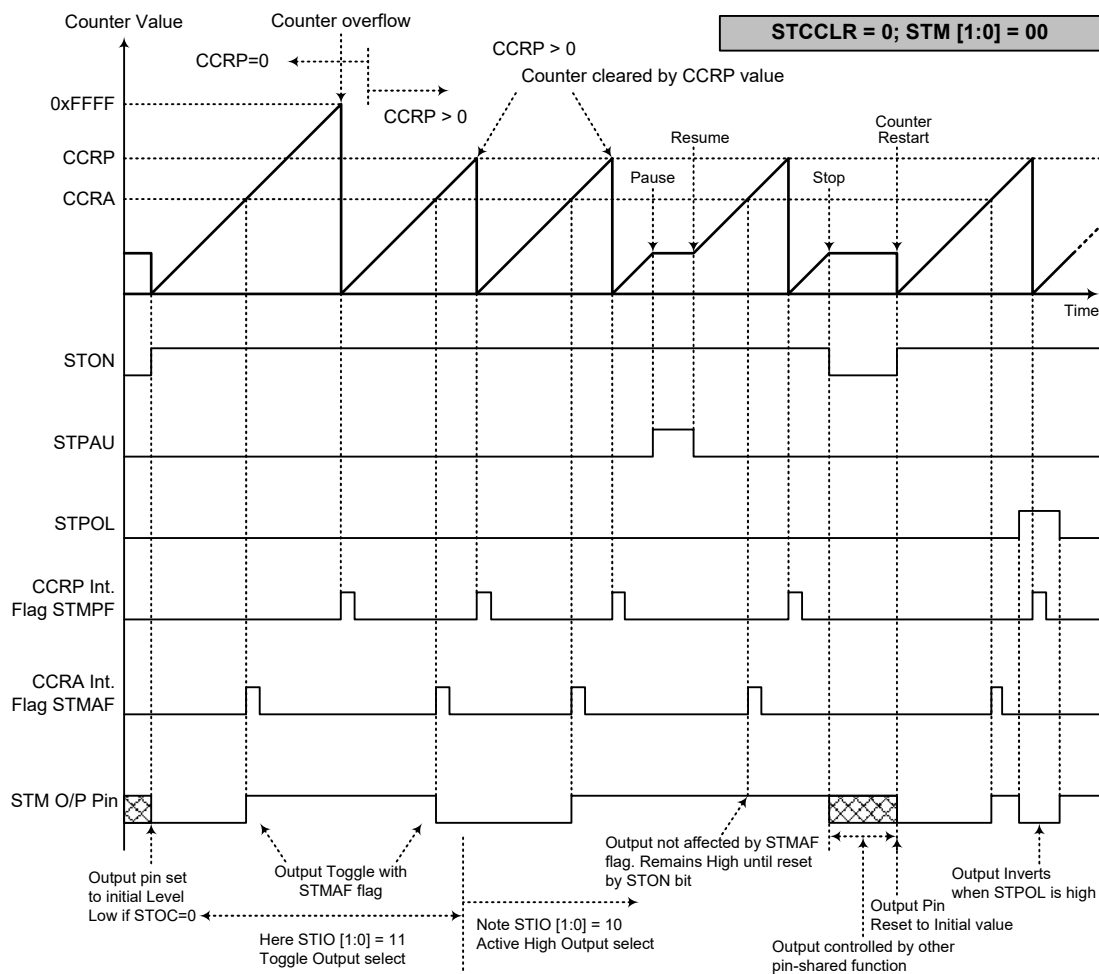 Counter Value
Counter overflow
STCCLR = 0; STM [1:0] = 00
CCRP=0
CCRP > 0
Counter cleared by CCRP value
0xFFFF
CCRP > 0
CCRP
CCRA
Pause
Resume
Stop
Counter
Restart
Time
STON
STPAU
STPOL
CCRP Int.
Flag STMPF
CCRA Int.
Flag STMAF
STM O/P Pin
Output pin set
to initial Level
Low if STOC=0
Output Toggle with
STMAF flag
Here STIO [1:0] = 11
Toggle Output select
Note STIO [1:0] = 10
Active High Output select
Output not affected by STMAF
flag. Remains High until reset
by STON bit
Output controlled by other
pin-shared function
Output Pin
Reset to Initial value
Output Inverts
when STPOL is high